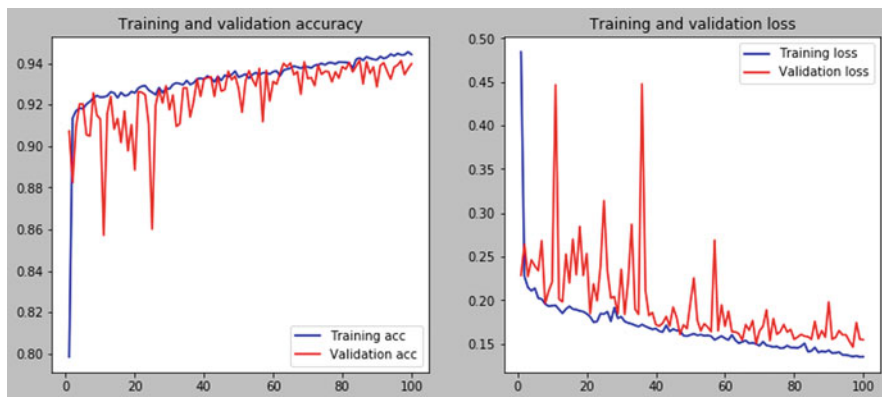 Training and validation accuracy
0.94
0.92
0.90
0.88
0.86
0.84
0.82
0.80
Training acc
Validation acc
0 20 40 60 80 100
Training and validation loss
0.50
0.45
0.40
0.35
0.30
0.25
0.20
0.15
Training loss
Validation loss
0 20 40 60 80 100